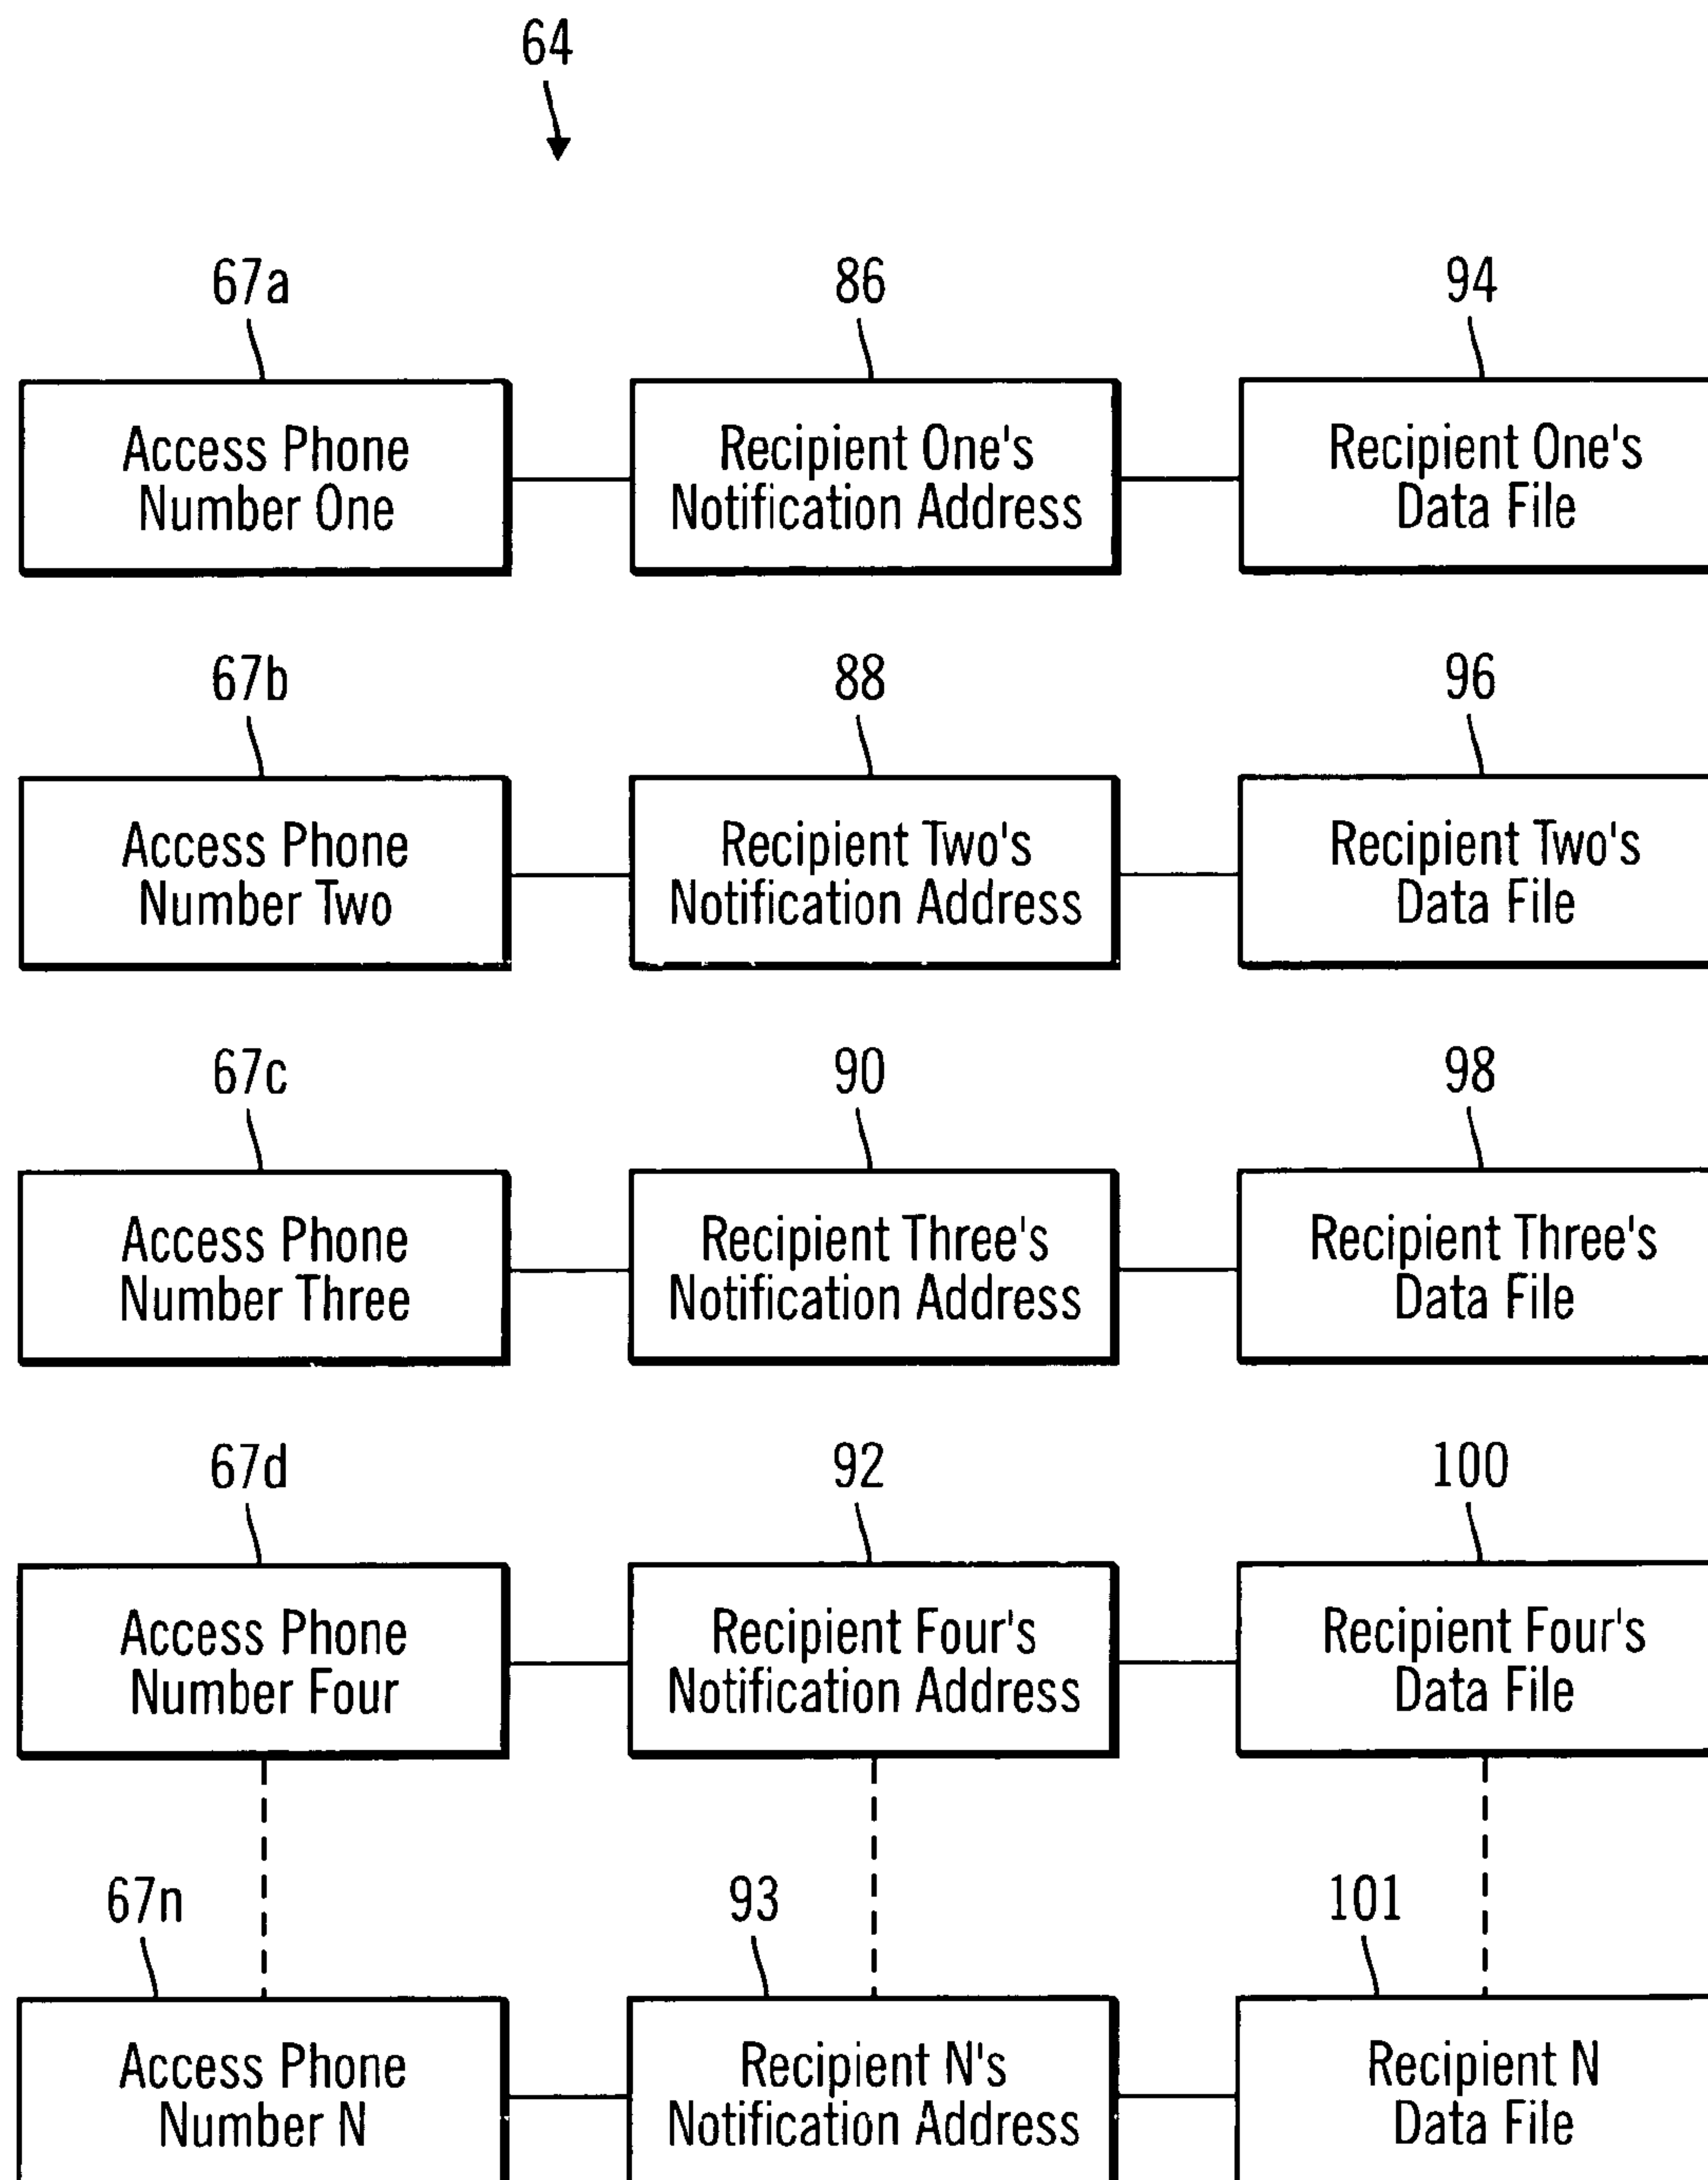 64
67a
86
94
Access Phone
Number One
Recipient One's
Notification Address
Recipient One's
Data File
67b
88
96
Access Phone
Number Two
Recipient Two's
Notification Address
Recipient Two's
Data File
67c
90
98
Access Phone
Number Three
Recipient Three's
Notification Address
Recipient Three's
Data File
67d
92
100
Access Phone
Number Four
Recipient Four's
Notification Address
Recipient Four's
Data File
67n
93
101
Access Phone
Number N
Recipient N's
Notification Address
Recipient N
Data File